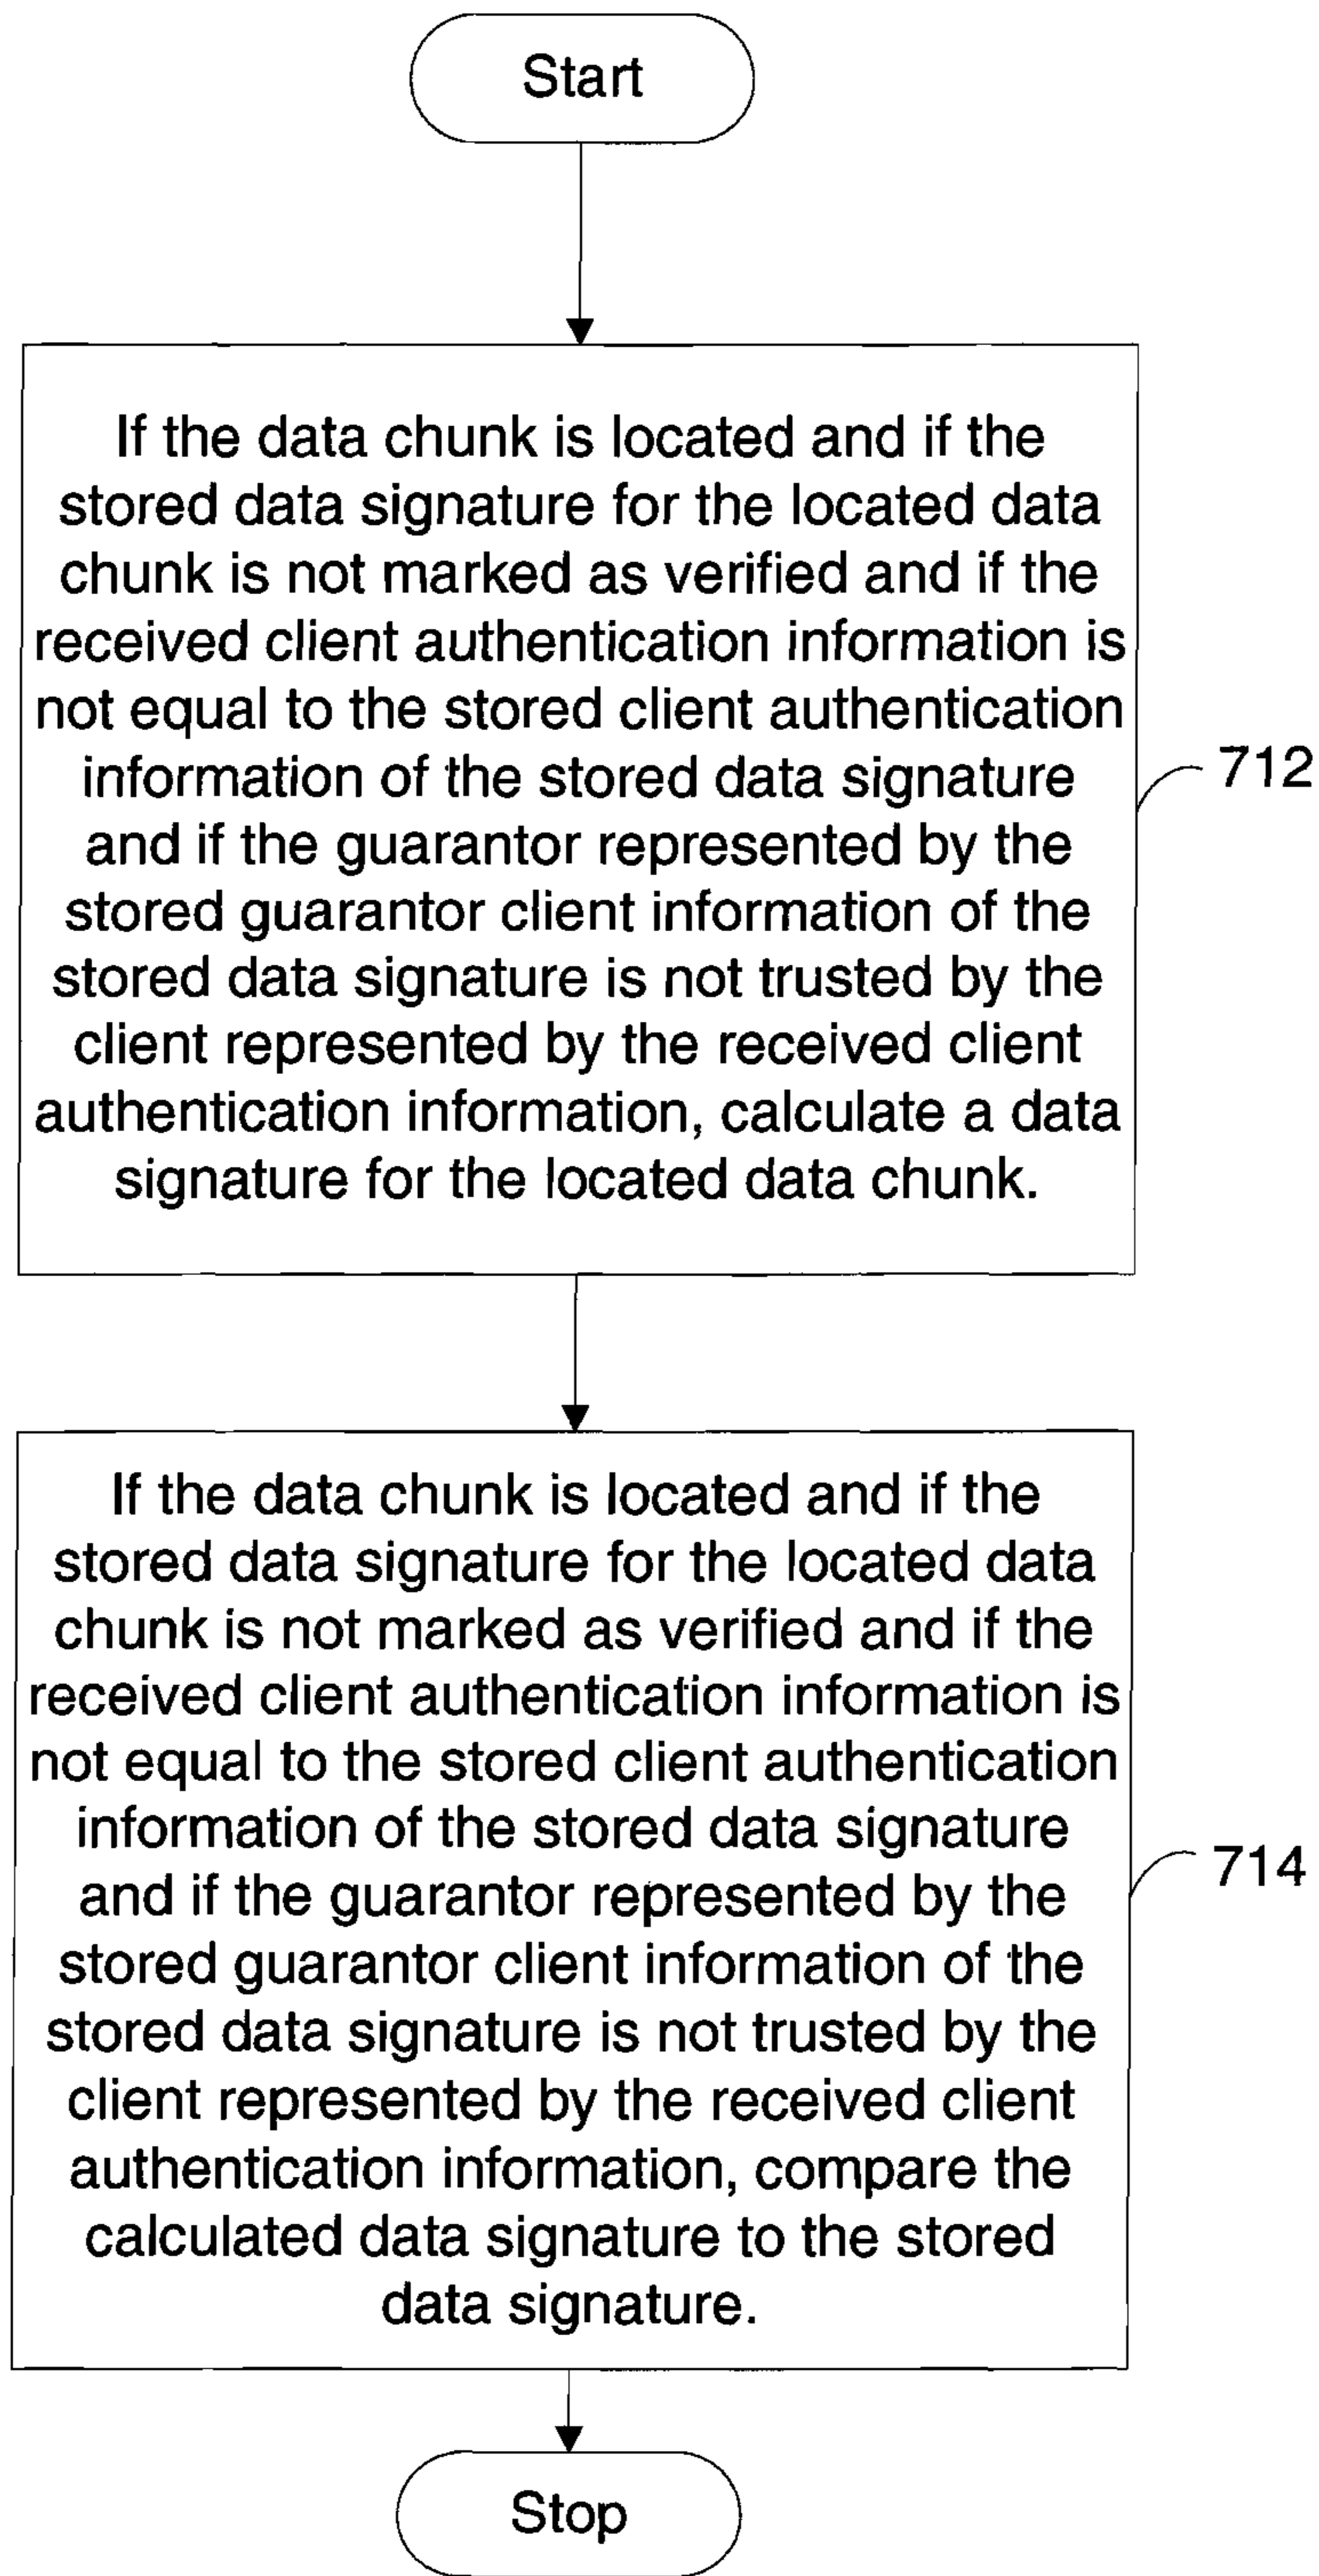 Start
If the data chunk is located and if the
stored data signature for the located data
chunk is not marked as verified and if the
received client authentication information is
not equal to the stored client authentication
information of the stored data signature
and if the guarantor represented by the
stored guarantor client information of the
stored data signature is not trusted by the
client represented by the received client
authentication information, calculate a data
signature for the located data chunk.
712
If the data chunk is located and if the
stored data signature for the located data
chunk is not marked as verified and if the
received client authentication information is
not equal to the stored client authentication
information of the stored data signature
and if the guarantor represented by the
stored guarantor client information of the
stored data signature is not trusted by the
client represented by the received client
authentication information, compare the
calculated data signature to the stored
data signature.
714
Stop